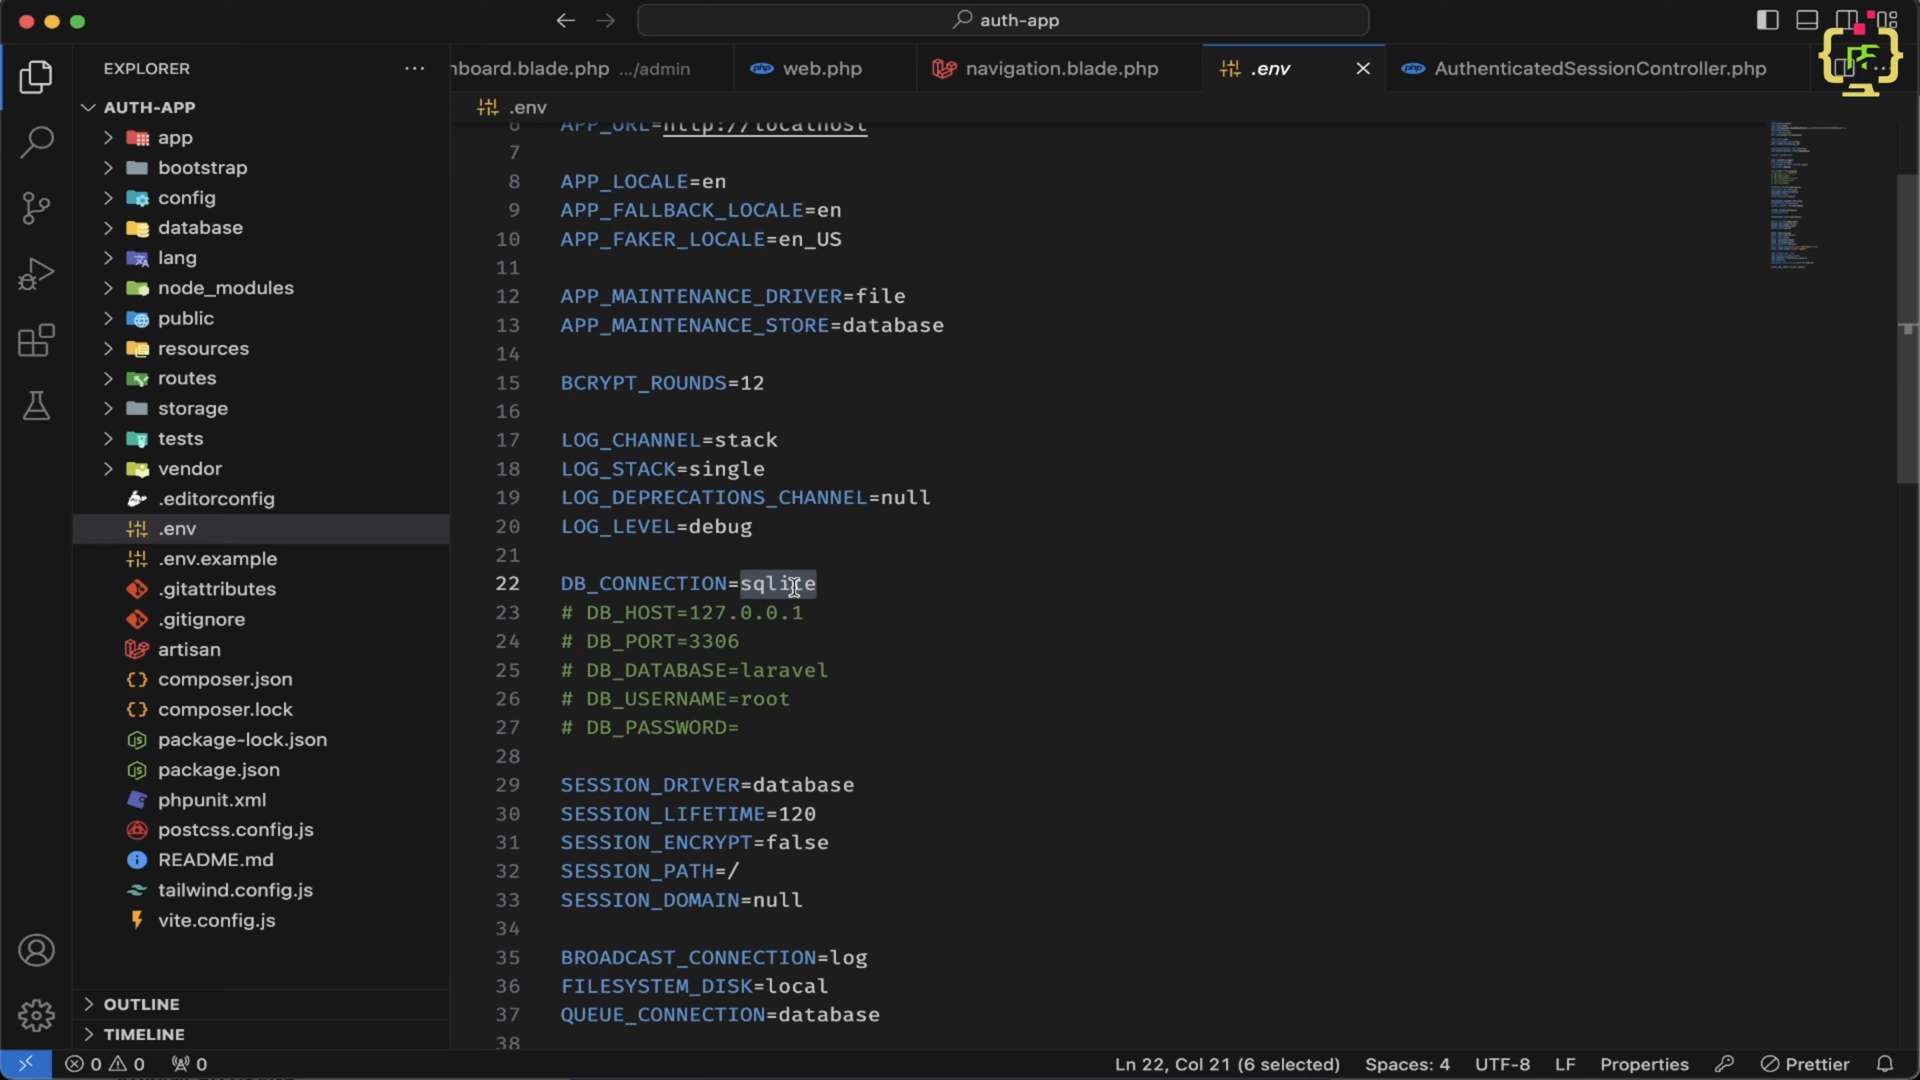 auth-app
EXPLORER
nboard.blade.php .../admin
web.php
navigation.blade.php
.env
AuthenticatedSessionController.php
AUTH-APP
app
bootstrap
config
database
lang
node_modules
public
resources
routes
storage
tests
vendor
.editorconfig
.env
.env.example
.gitattributes
.gitignore
artisan
composer.json
composer.lock
package-lock.json
package.json
phpunit.xml
postcss.config.js
README.md
tailwind.config.js
vite.config.js
OUTLINE
TIMELINE
.env
6 APP_URL=http://localhost
7
8 APP_LOCALE=en
9 APP_FALLBACK_LOCALE=en
10 APP_FAKER_LOCALE=en_US
11
12 APP_MAINTENANCE_DRIVER=file
13 APP_MAINTENANCE_STORE=database
14
15 BCRYPT_ROUNDS=12
16
17 LOG_CHANNEL=stack
18 LOG_STACK=single
19 LOG_DEPRECATIONS_CHANNEL=null
20 LOG_LEVEL=debug
21
22 DB_CONNECTION=sqlite
23 # DB_HOST=127.0.0.1
24 # DB_PORT=3306
25 # DB_DATABASE=laravel
26 # DB_USERNAME=root
27 # DB_PASSWORD=
28
29 SESSION_DRIVER=database
30 SESSION_LIFETIME=120
31 SESSION_ENCRYPT=false
32 SESSION_PATH=/
33 SESSION_DOMAIN=null
34
35 BROADCAST_CONNECTION=log
36 FILESYSTEM_DISK=local
37 QUEUE_CONNECTION=database
38
0 0 0
Ln 22, Col 21 (6 selected) Spaces: 4 UTF-8 LF Properties Prettier